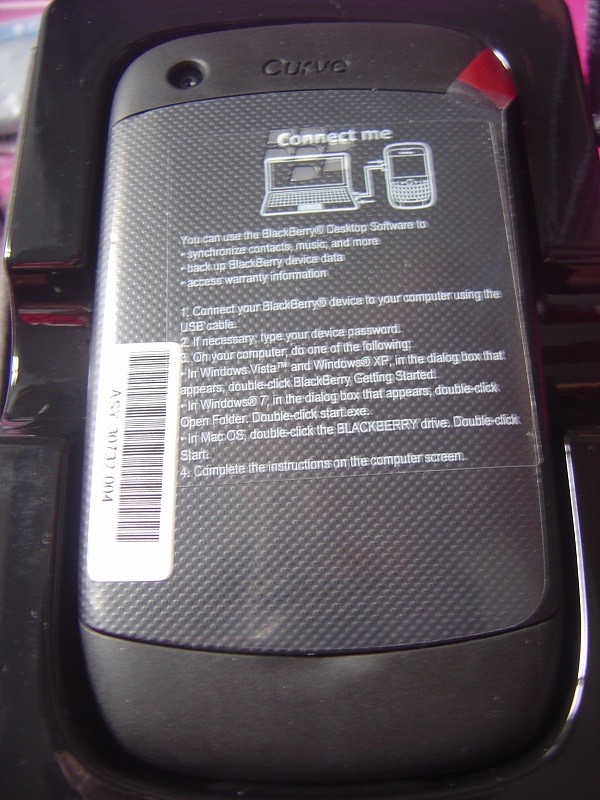 Curve
Connect me
You can use the BlackBerry® Desktop Software to
• synchronize contacts, music, and more
• back up BlackBerry device data
• access warranty information
1. Connect your BlackBerry® device to your computer using the
USB cable.
2. If necessary, type your device password.
3. On your computer, do one of the following:
• In Windows Vista™ and Windows® XP, in the dialog box that
appears, double-click BlackBerry Getting Started.
• In Windows® 7, in the dialog box that appears, double-click
Open Folder. Double-click start.exe.
• In Mac OS, double-click the BLACKBERRY drive. Double-click
Start.
4. Complete the instructions on the computer screen.
ASY-30732-004